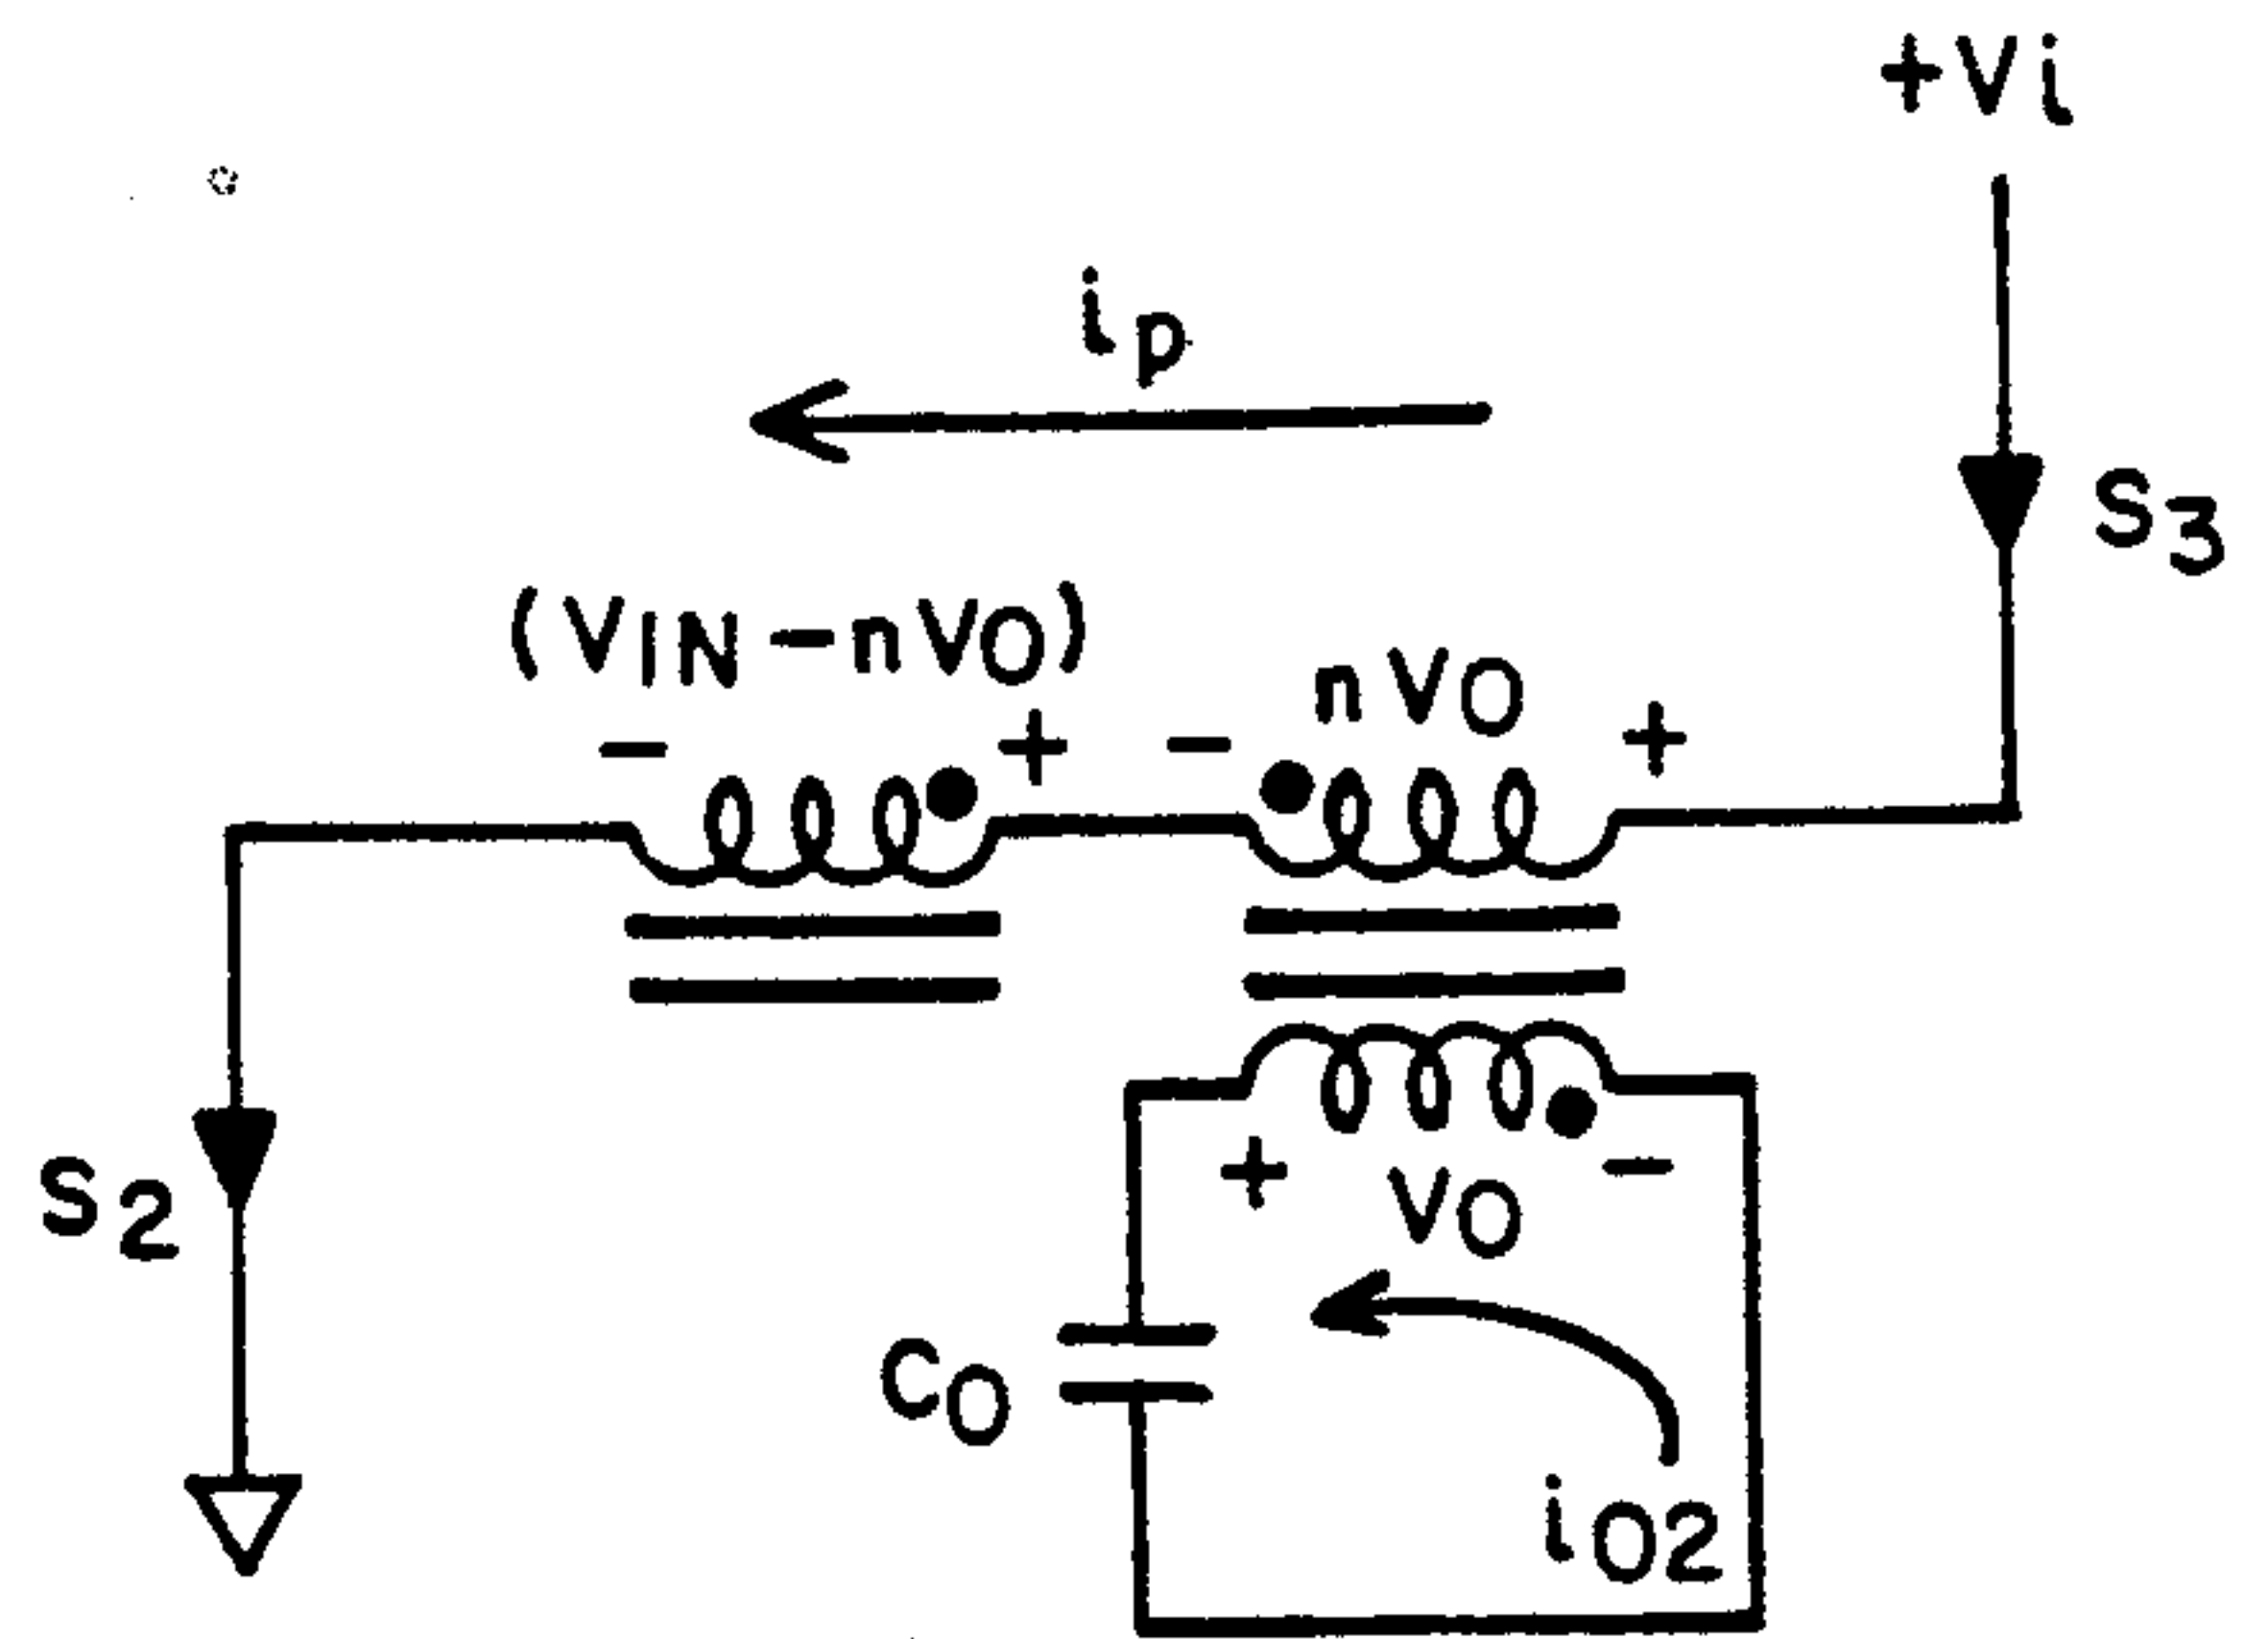 +Vi
ip
S3
(VIN-nVO)
nVO
- + - +
S2
+ VO -
CO
iO2